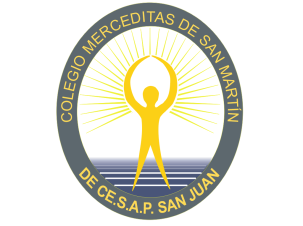 COLEGIO MERCEDITAS DE SAN MARTÍN
DE CE.S.A.P. SAN JUAN